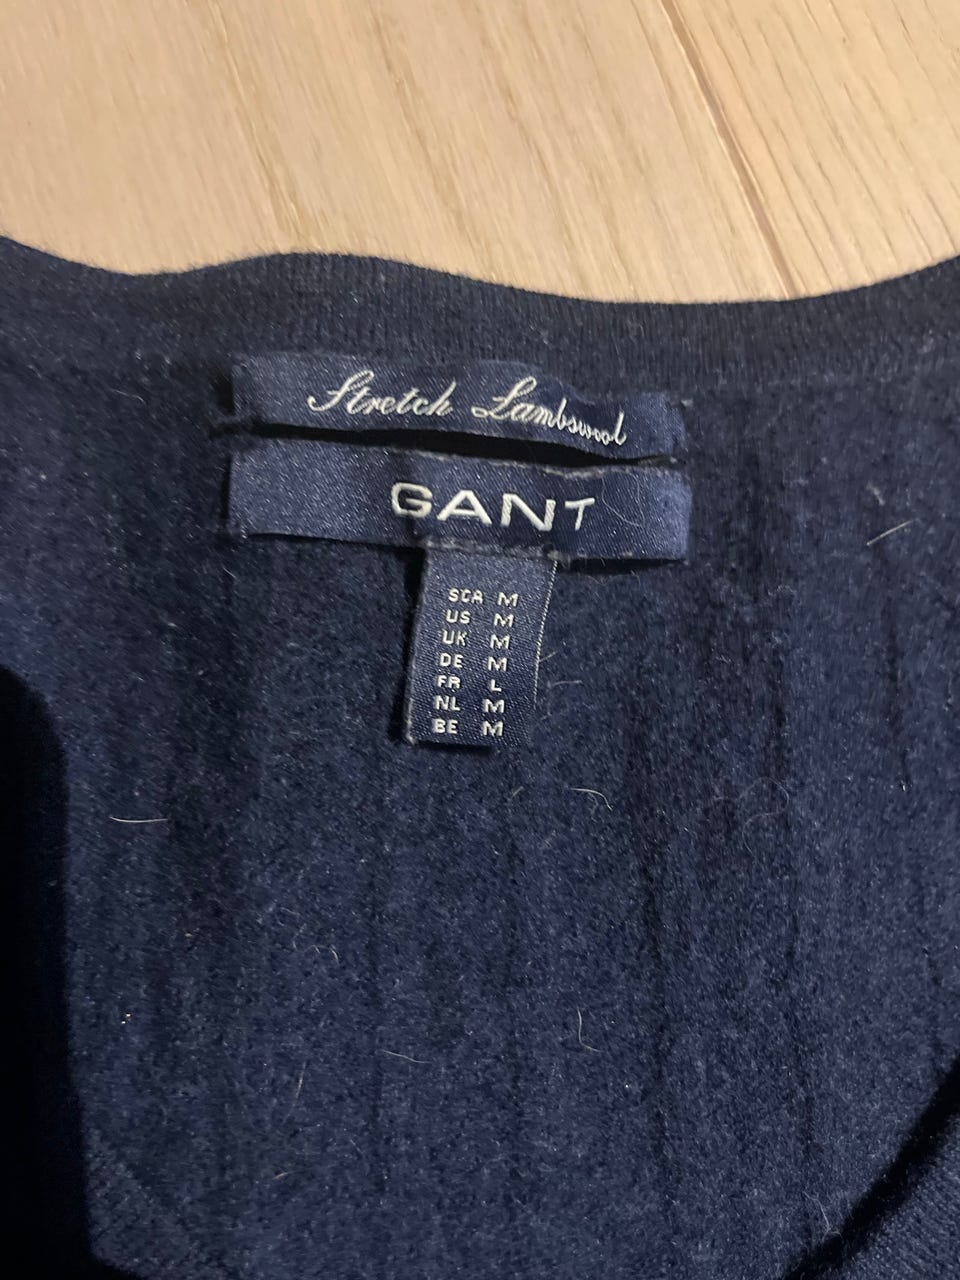 Stretch Lambswool
GANT
SCA M
US M
UK M
DE M
FR L
NL M
BE M